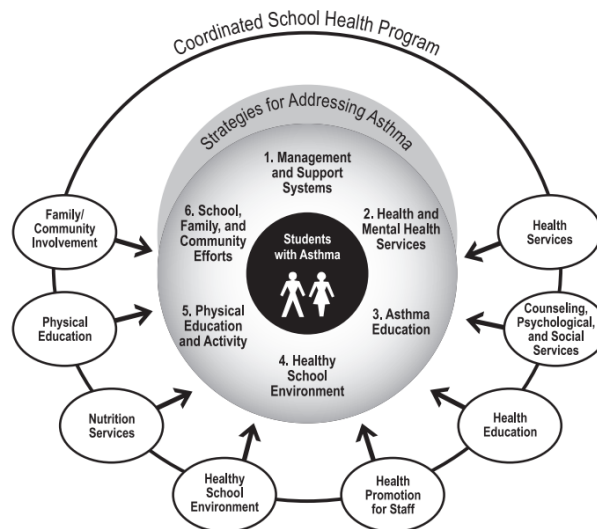 Coordinated School Health Program
Strategies for Addressing Asthma
1. Management
and Support
Systems
2. Health and
Mental Health
Services
3. Asthma
Education
4. Healthy
School
Environment
5. Physical
Education
and Activity
6. School,
Family, and
Community
Efforts
Students
with Asthma
Family/
Community
Involvement
Physical
Education
Nutrition
Services
Healthy
School
Environment
Health
Promotion
for Staff
Health
Education
Counseling,
Psychological,
and Social
Services
Health
Services